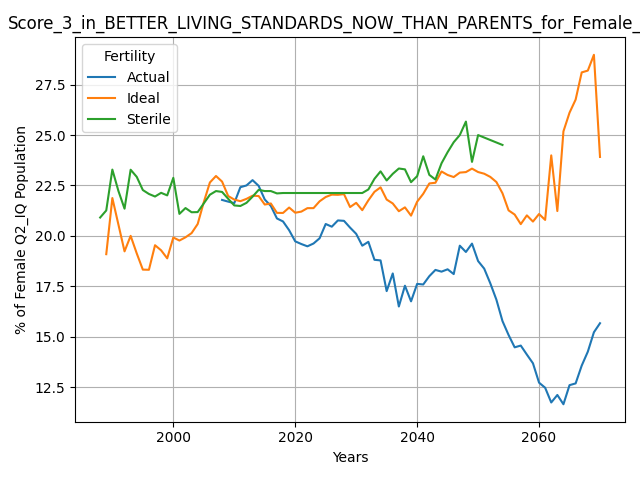 Score_3_in_BETTER_LIVING_STANDARDS_NOW_THAN_PARENTS_for_Female_
Fertility
Actual
Ideal
Sterile
% of Female Q2_IQ Population
27.5
25.0
22.5
20.0
17.5
15.0
12.5
2000
2020
2040
2060
Years